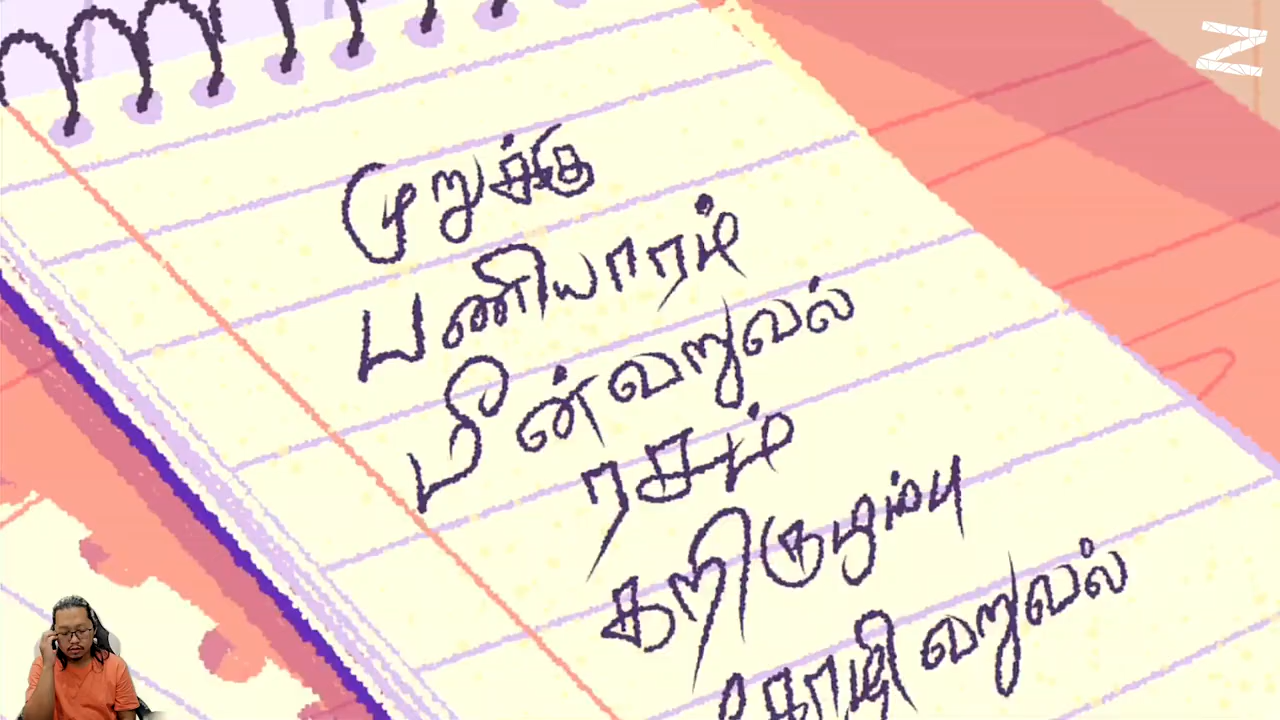 முறுக்கு
பணியாரம்
மீன் வறுவல்
ரசம்
கறி குழம்பு
கோழி வறுவல்